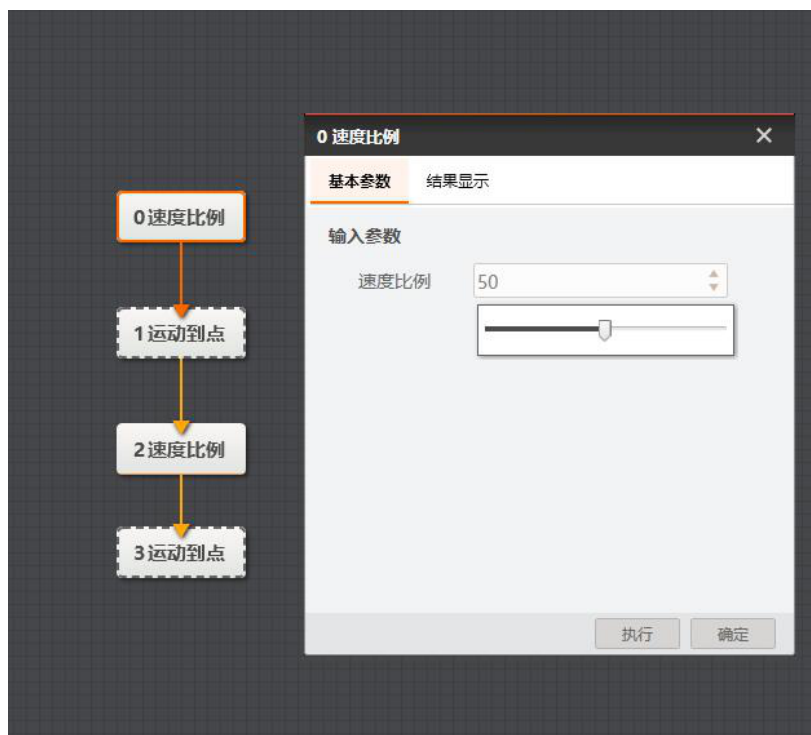 0 速度比例
基本参数 结果显示
0速度比例
输入参数
速度比例 50
1运动到点
2速度比例
3运动到点
执行 确定